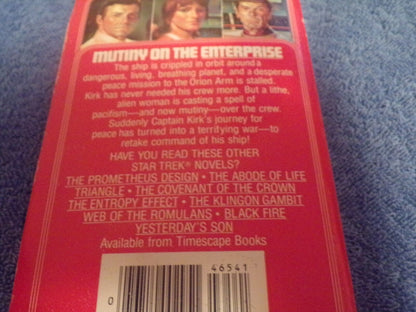 MUTINY ON THE ENTERPRISE
The ship is crippled in orbit around a
dangerous, living, breathing planet, and a desperate
peace mission to the Orion Arm is stalled.
Kirk has never needed his crew more. But a lithe,
alien woman is casting a spell of
pacifism—and now mutiny—over the crew.
Suddenly Captain Kirk's journey for
peace has turned into a terrifying war—to
retake command of his ship!
HAVE YOU READ THESE OTHER
STAR TREK® NOVELS?
THE PROMETHEUS DESIGN • THE ABODE OF LIFE
TRIANGLE • THE COVENANT OF THE CROWN
THE ENTROPY EFFECT • THE KLINGON GAMBIT
WEB OF THE ROMULANS • BLACK FIRE
YESTERDAY'S SON
Available from Timescape Books
46541
0